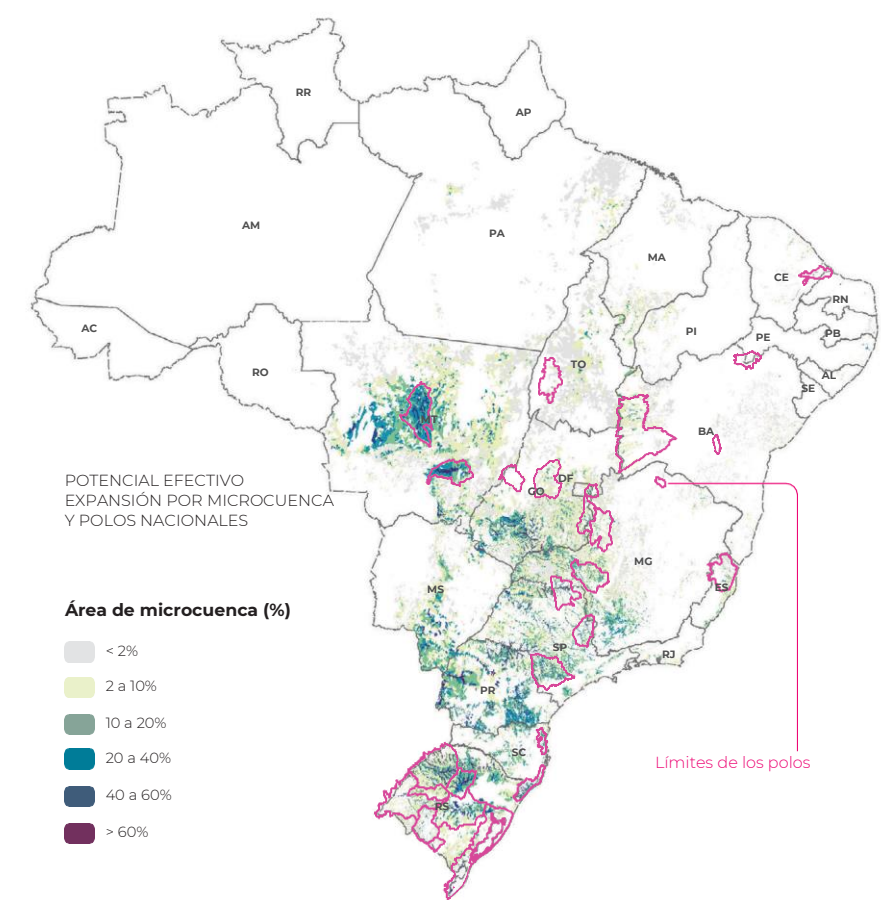 RR
AP
AM
PA
MA
CE
RN
AC
PI
PE
PB
RO
TO
AL
SE
MT
BA
POTENCIAL EFECTIVO
EXPANSIÓN POR MICROCUENCA
Y POLOS NACIONALES
DF
GO
MG
MS
ES
Área de microcuenca (%)
< 2%
2 a 10%
10 a 20%
20 a 40%
40 a 60%
> 60%
SP
RJ
PR
SC
Límites de los polos
RS